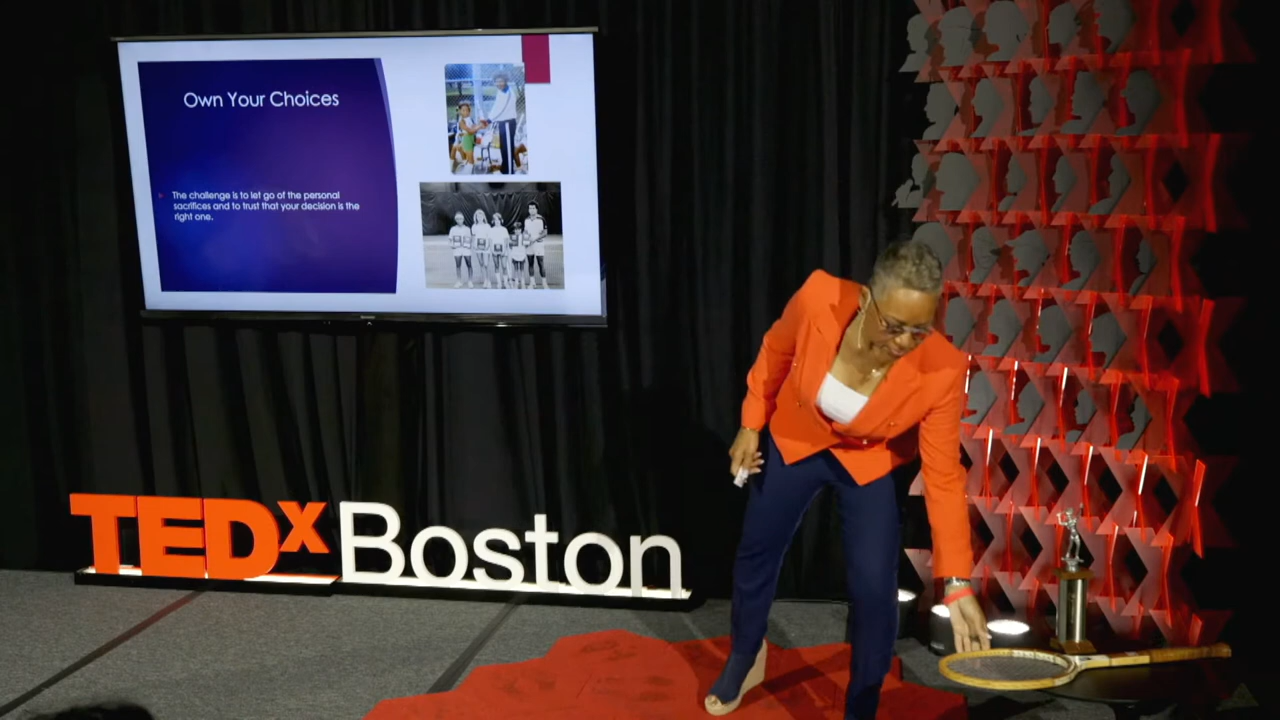 Own Your Choices
The challenge is to let go of the personal
sacrifices and to trust that your decision is the
right one.
TEDx Boston